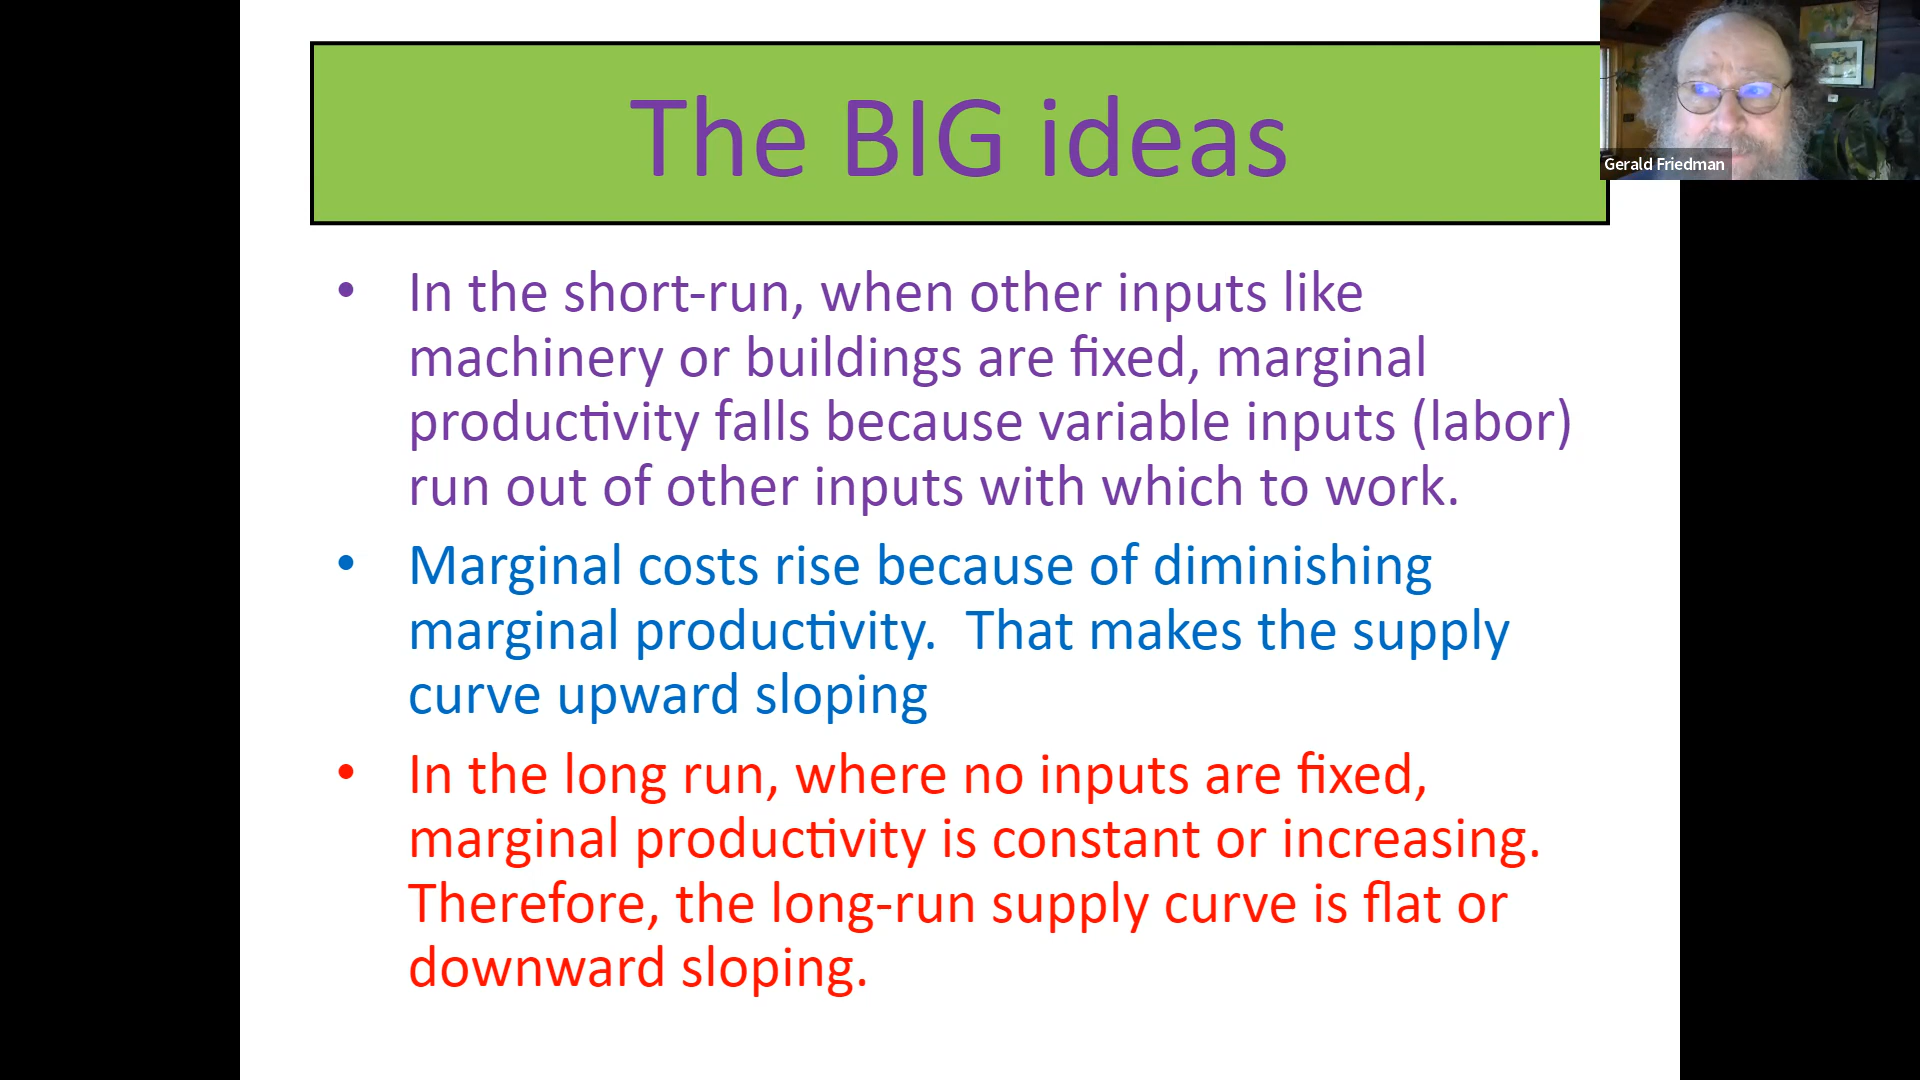 The BIG ideas
Gerald Friedman
• In the short-run, when other inputs like
machinery or buildings are fixed, marginal
productivity falls because variable inputs (labor)
run out of other inputs with which to work.
• Marginal costs rise because of diminishing
marginal productivity.  That makes the supply
curve upward sloping
• In the long run, where no inputs are fixed,
marginal productivity is constant or increasing.
Therefore, the long-run supply curve is flat or
downward sloping.